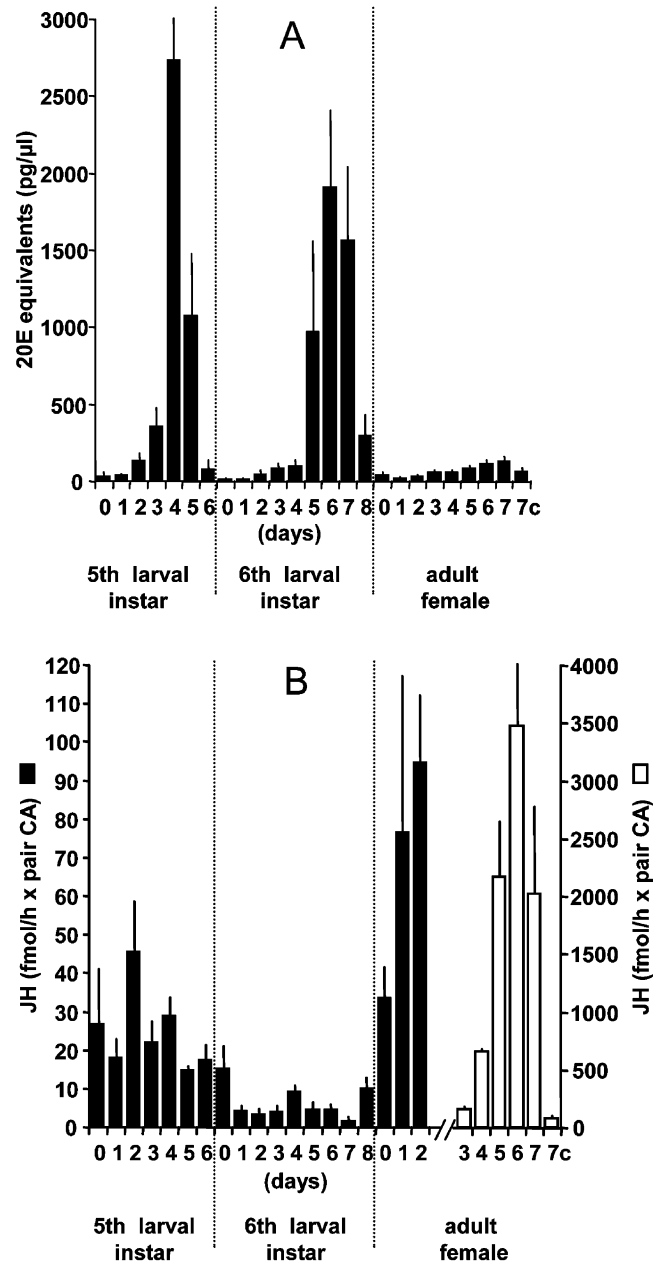 A
3000
2500
2000
1500
1000
500
0
20E equivalents (pg/µl)
0 1 2 3 4 5 6 0 1 2 3 4 5 6 7 8 0 1 2 3 4 5 6 7 7c
(days)
5th larval instar
6th larval instar
adult female
B
120
110
100
90
80
70
60
50
40
30
20
10
0
JH (fmol/h x pair CA)
4000
3500
3000
2500
2000
1500
1000
500
0
JH (fmol/h x pair CA)
0 1 2 3 4 5 6 0 1 2 3 4 5 6 7 8 0 1 2 3 4 5 6 7 7c
(days)
5th larval instar
6th larval instar
adult female